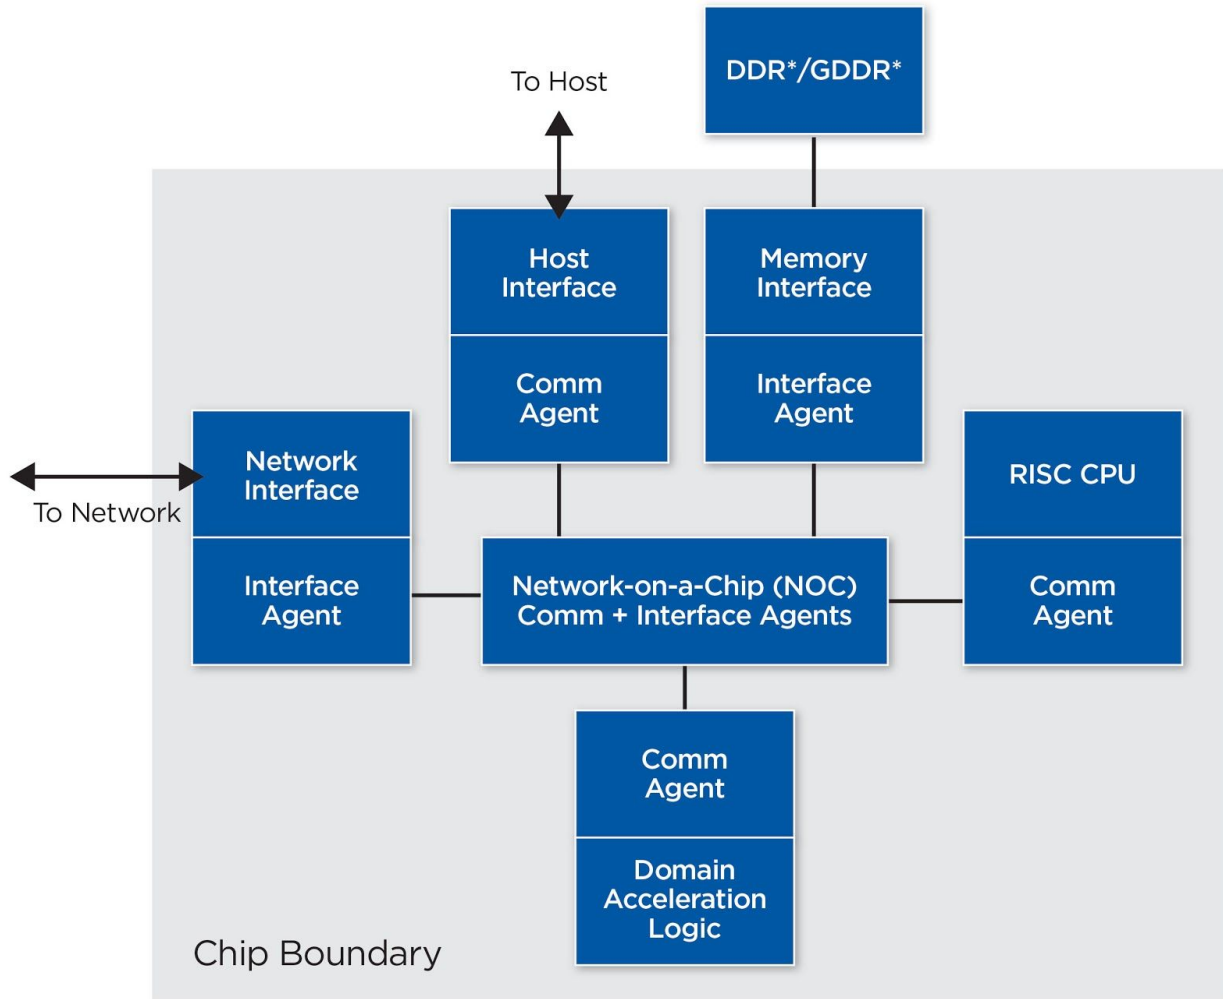 DDR*/GDDR*
To Host
Host
Interface
Memory
Interface
Comm
Agent
Interface
Agent
Network
Interface
RISC CPU
To Network
Interface
Agent
Network-on-a-Chip (NOC)
Comm + Interface Agents
Comm
Agent
Comm
Agent
Domain
Acceleration
Logic
Chip Boundary